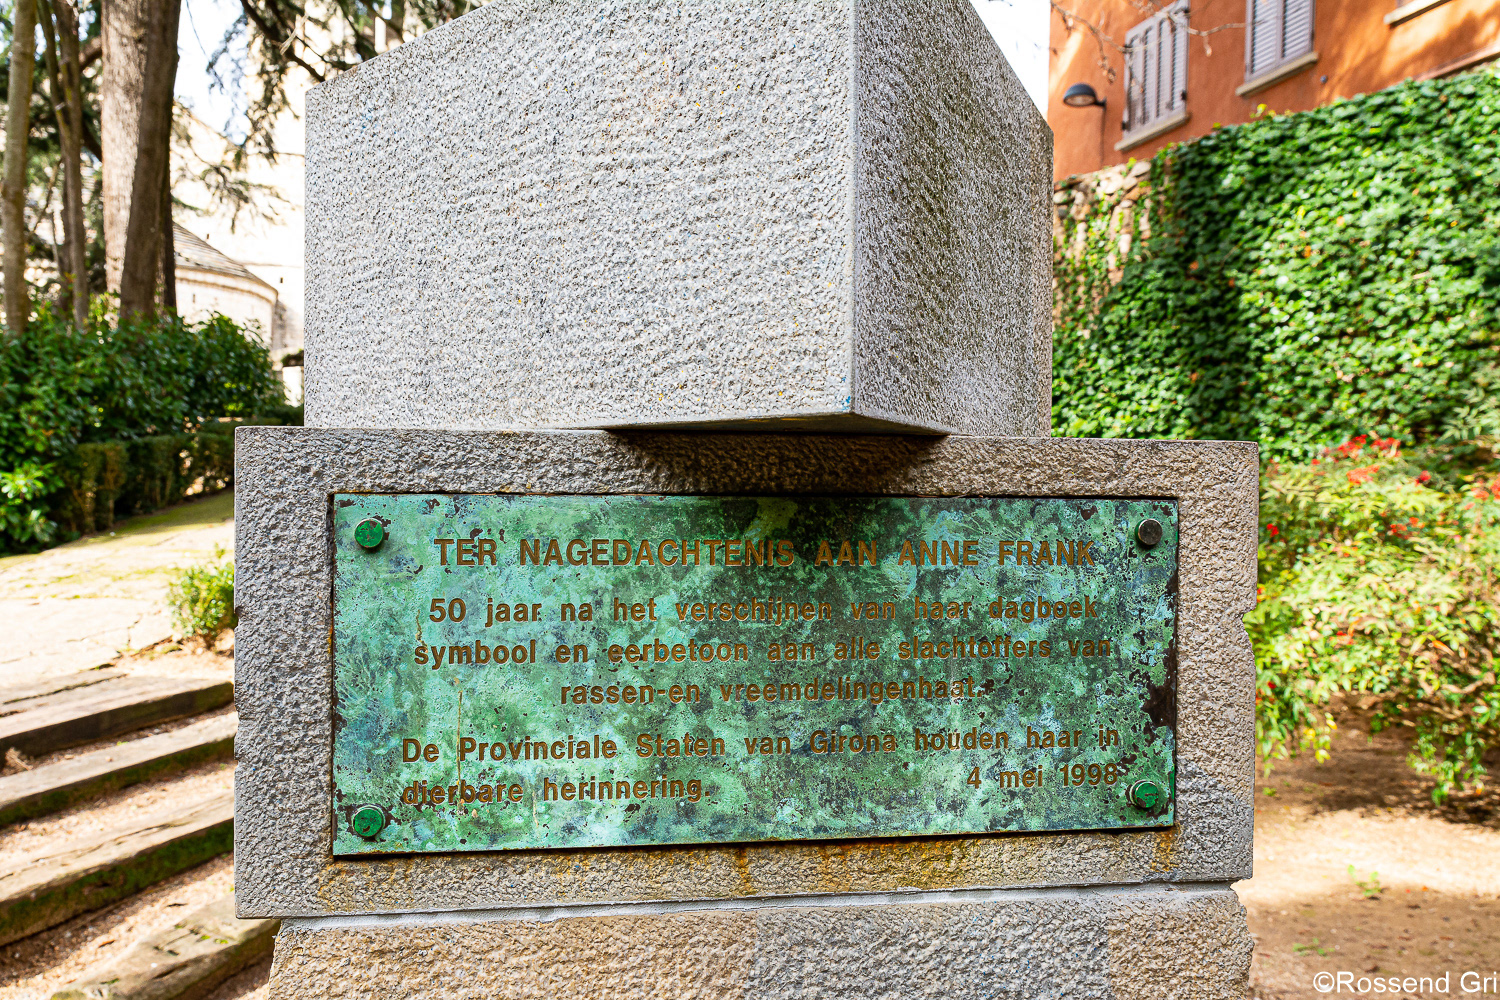 TER NAGEDACHTENIS AAN ANNE FRANK
50 jaar na het verschijnen van haar dagboek
symbool en eerbetoon aan alle slachtoffers van
rassen-en vreemdelingenhaat.
De Provinciale Staten van Girona houden haar in
dierbare herinnering. 4 mei 1998
©Rossend Gri